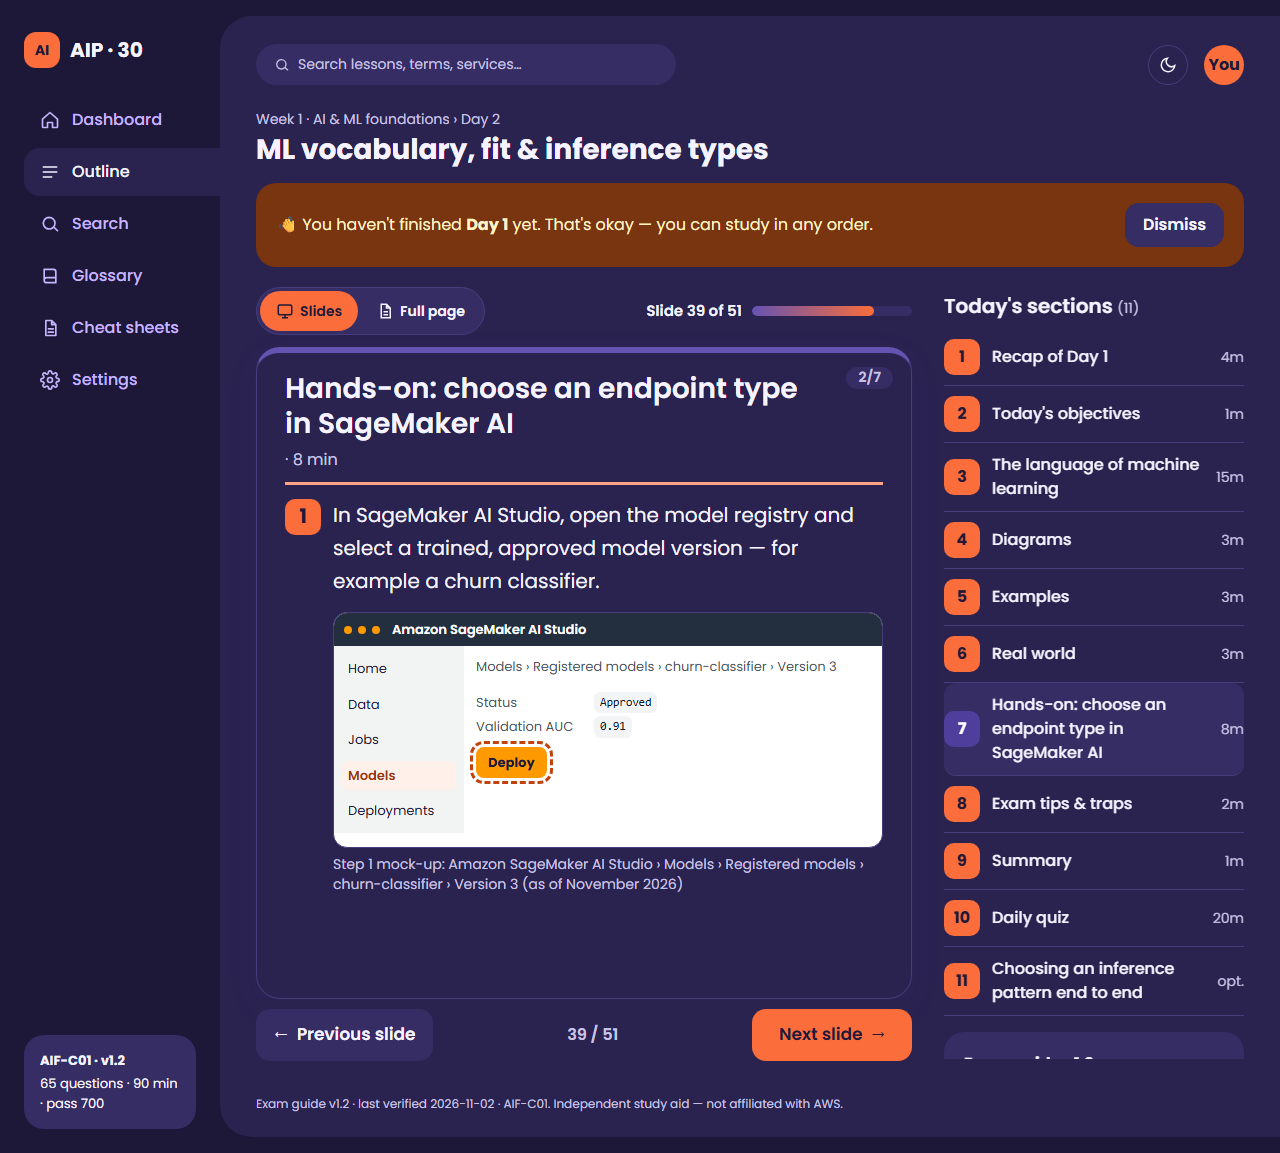 AI
AIP · 30
Dashboard
Outline
Search
Glossary
Cheat sheets
Settings
AIF-C01 · v1.2
65 questions · 90 min
· pass 700
Search lessons, terms, services...
You
Week 1 · AI & ML foundations › Day 2
ML vocabulary, fit & inference types
👋 You haven't finished Day 1 yet. That's okay — you can study in any order.
Dismiss
Slides
Full page
Slide 39 of 51
Hands-on: choose an endpoint type
in SageMaker AI
2/7
· 8 min
1
In SageMaker AI Studio, open the model registry and
select a trained, approved model version — for
example a churn classifier.
Amazon SageMaker AI Studio
Home
Data
Jobs
Models
Deployments
Models › Registered models › churn-classifier › Version 3
Status Approved
Validation AUC 0.91
Deploy
Step 1 mock-up: Amazon SageMaker AI Studio › Models › Registered models ›
churn-classifier › Version 3 (as of November 2026)
← Previous slide
39 / 51
Next slide →
Today's sections (11)
1 Recap of Day 1 4m
2 Today's objectives 1m
3 The language of machine
learning 15m
4 Diagrams 3m
5 Examples 3m
6 Real world 3m
7 Hands-on: choose an
endpoint type in
SageMaker AI 8m
8 Exam tips & traps 2m
9 Summary 1m
10 Daily quiz 20m
11 Choosing an inference
pattern end to end opt.
Exam guide v1.2 · last verified 2026-11-02 · AIF-C01. Independent study aid — not affiliated with AWS.